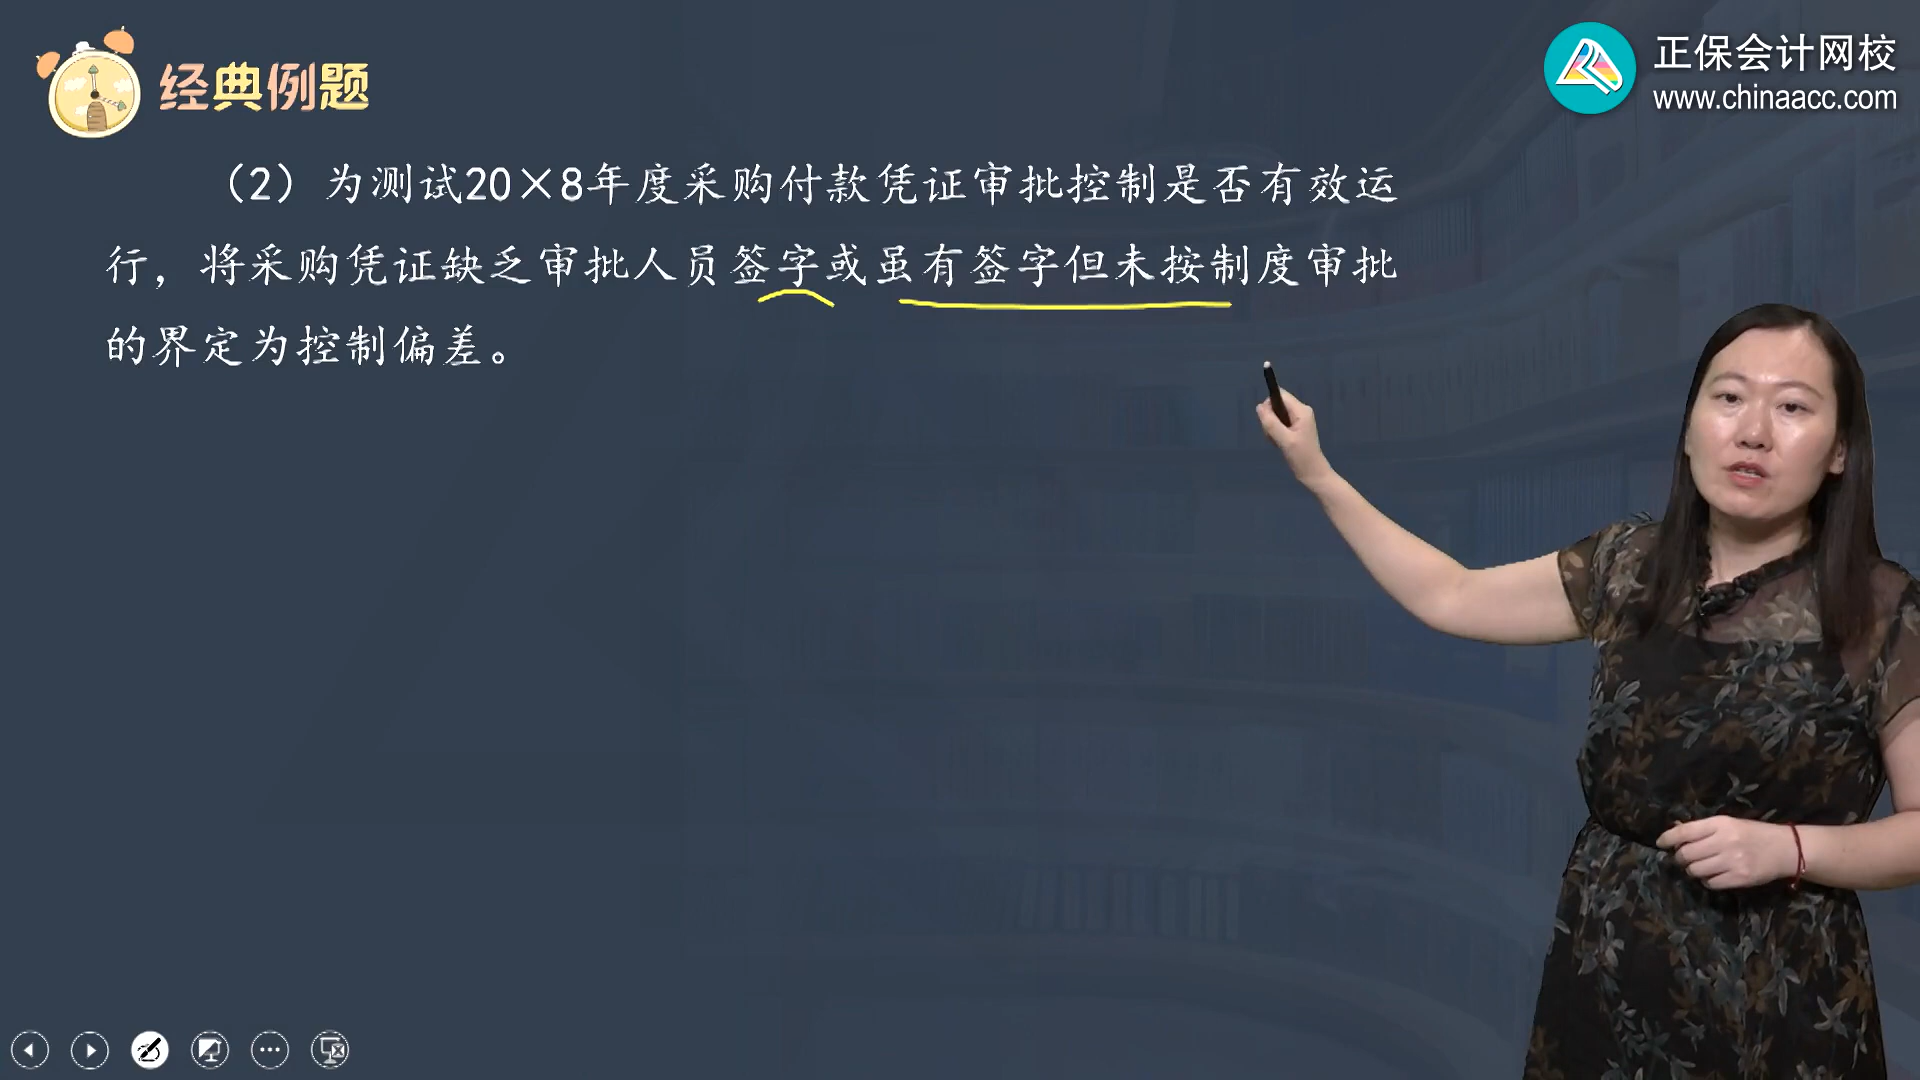 经典例题
正保会计网校
www.chinaacc.com
（2）为测试20×8年度采购付款凭证审批控制是否有效运
行，将采购凭证缺乏审批人员签字或虽有签字但未按制度审批
的界定为控制偏差。